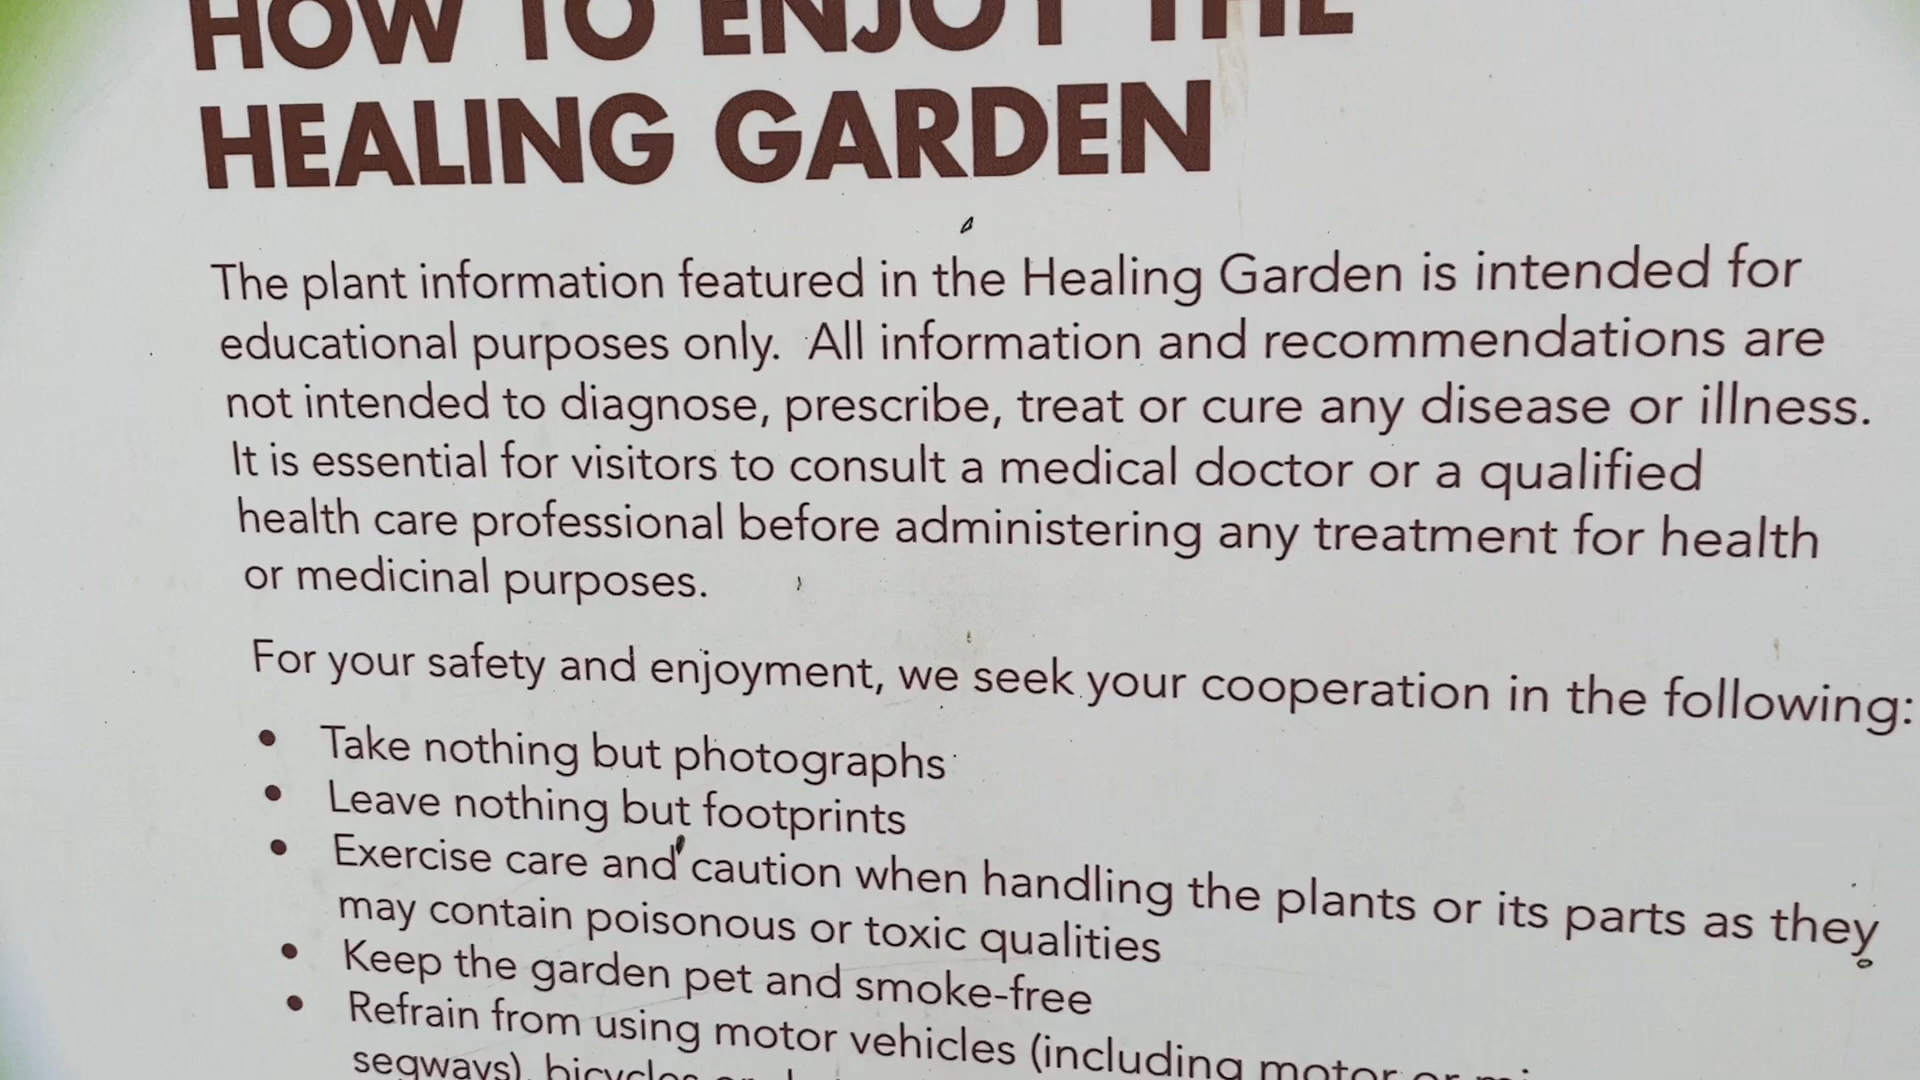 HOW TO ENJOY THE
HEALING GARDEN
The plant information featured in the Healing Garden is intended for
educational purposes only. All information and recommendations are
not intended to diagnose, prescribe, treat or cure any disease or illness.
It is essential for visitors to consult a medical doctor or a qualified
health care professional before administering any treatment for health
or medicinal purposes.
For your safety and enjoyment, we seek your cooperation in the following:
• Take nothing but photographs
• Leave nothing but footprints
• Exercise care and caution when handling the plants or its parts as they
may contain poisonous or toxic qualities
• Keep the garden pet and smoke-free
• Refrain from using motor vehicles (including motor or
segways), bicycles